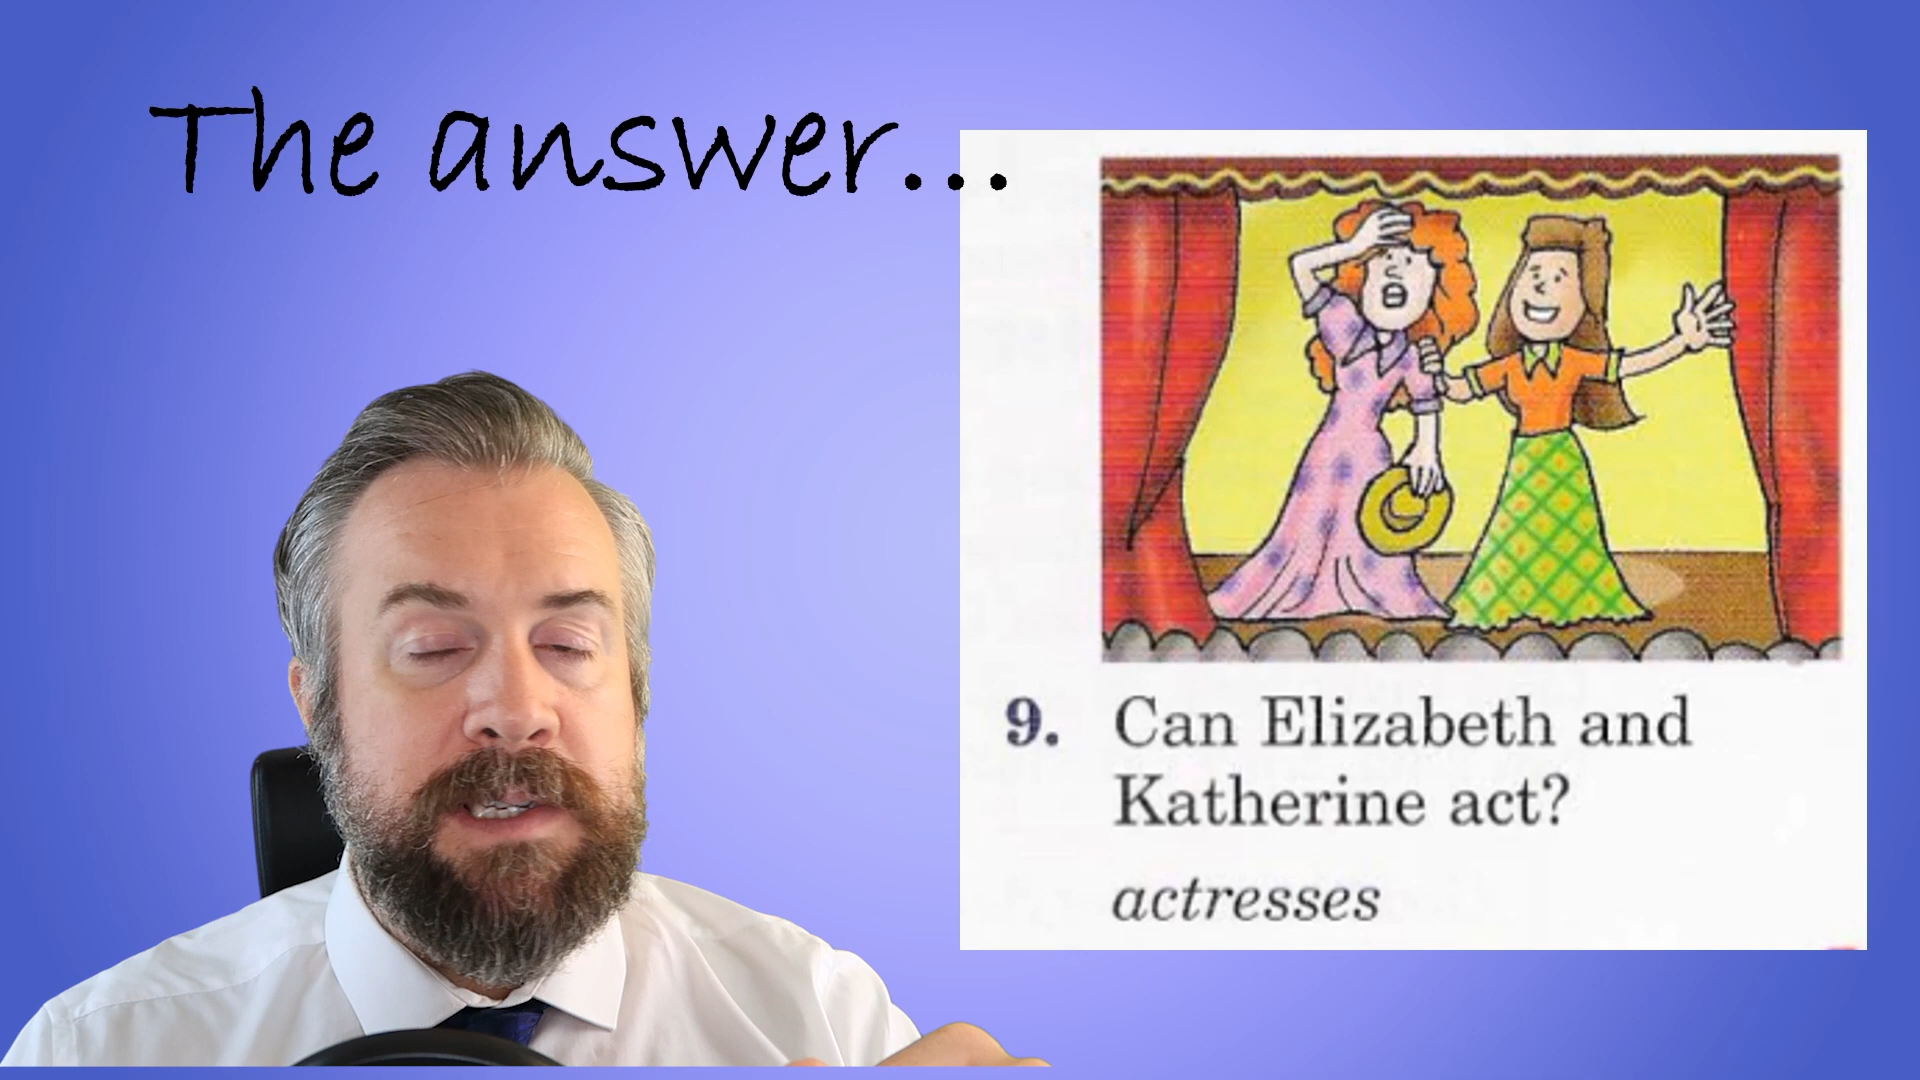 The answer...
9. Can Elizabeth and
Katherine act?
actresses